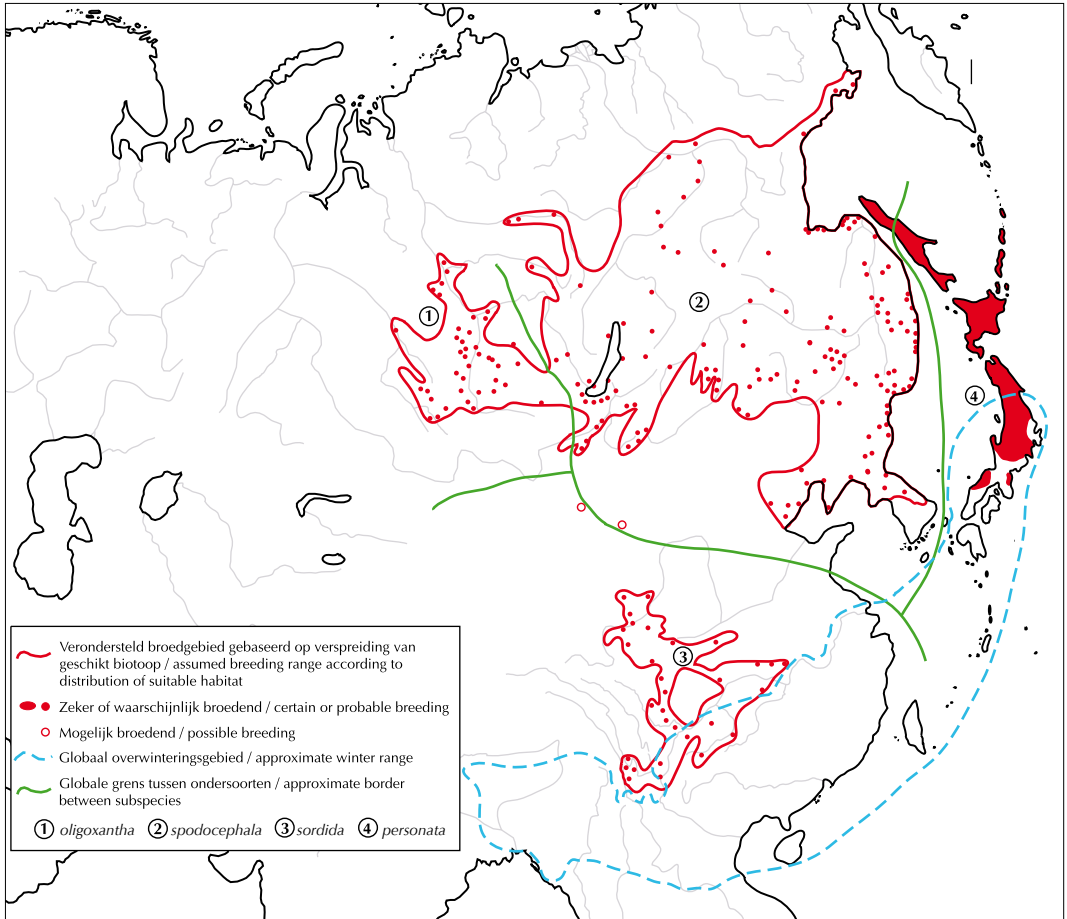 1
2
4
3
Verondersteld broedgebied gebaseerd op verspreiding van
geschikt biotoop / assumed breeding range according to
distribution of suitable habitat
Zeker of waarschijnlijk broedend / certain or probable breeding
Mogelijk broedend / possible breeding
Globaal overwinteringsgebied / approximate winter range
Globale grens tussen ondersoorten / approximate border
between subspecies
1 oligoxantha 2 spodocephala 3 sordida 4 personata